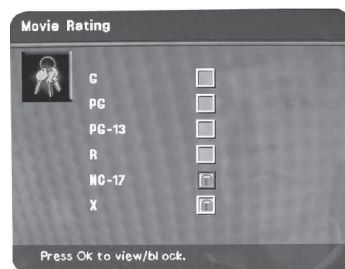 Movie Rating
G
PG
PG-13
R
NC-17
X
Press OK to view/block.